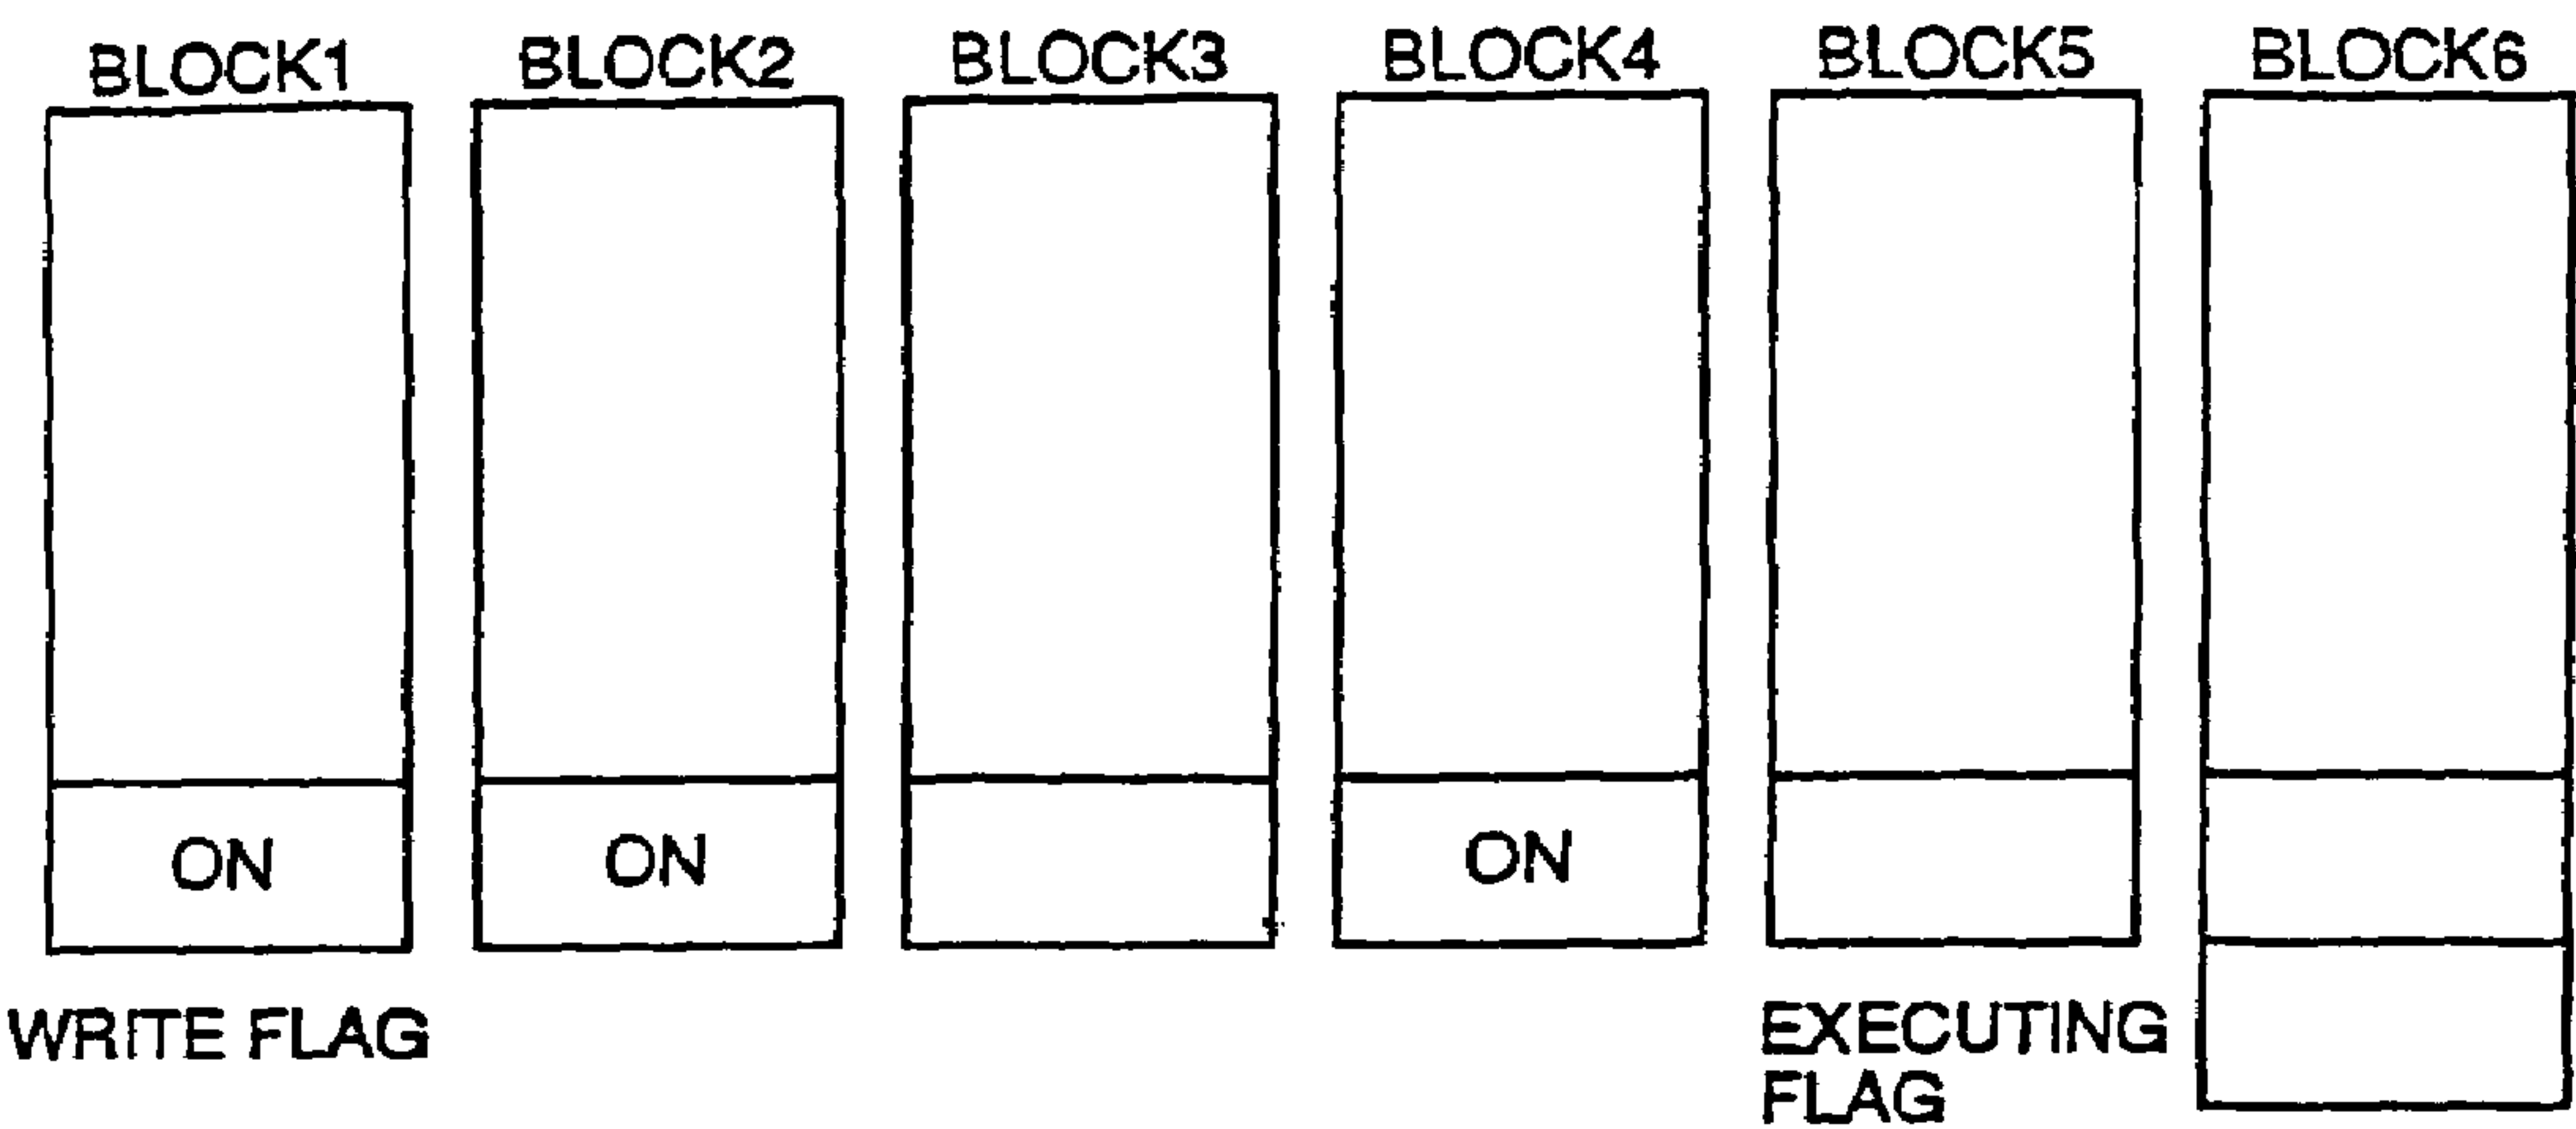 BLOCK1 BLOCK2 BLOCK3 BLOCK4 BLOCK5 BLOCK6
ON ON ON
WRITE FLAG EXECUTING
FLAG